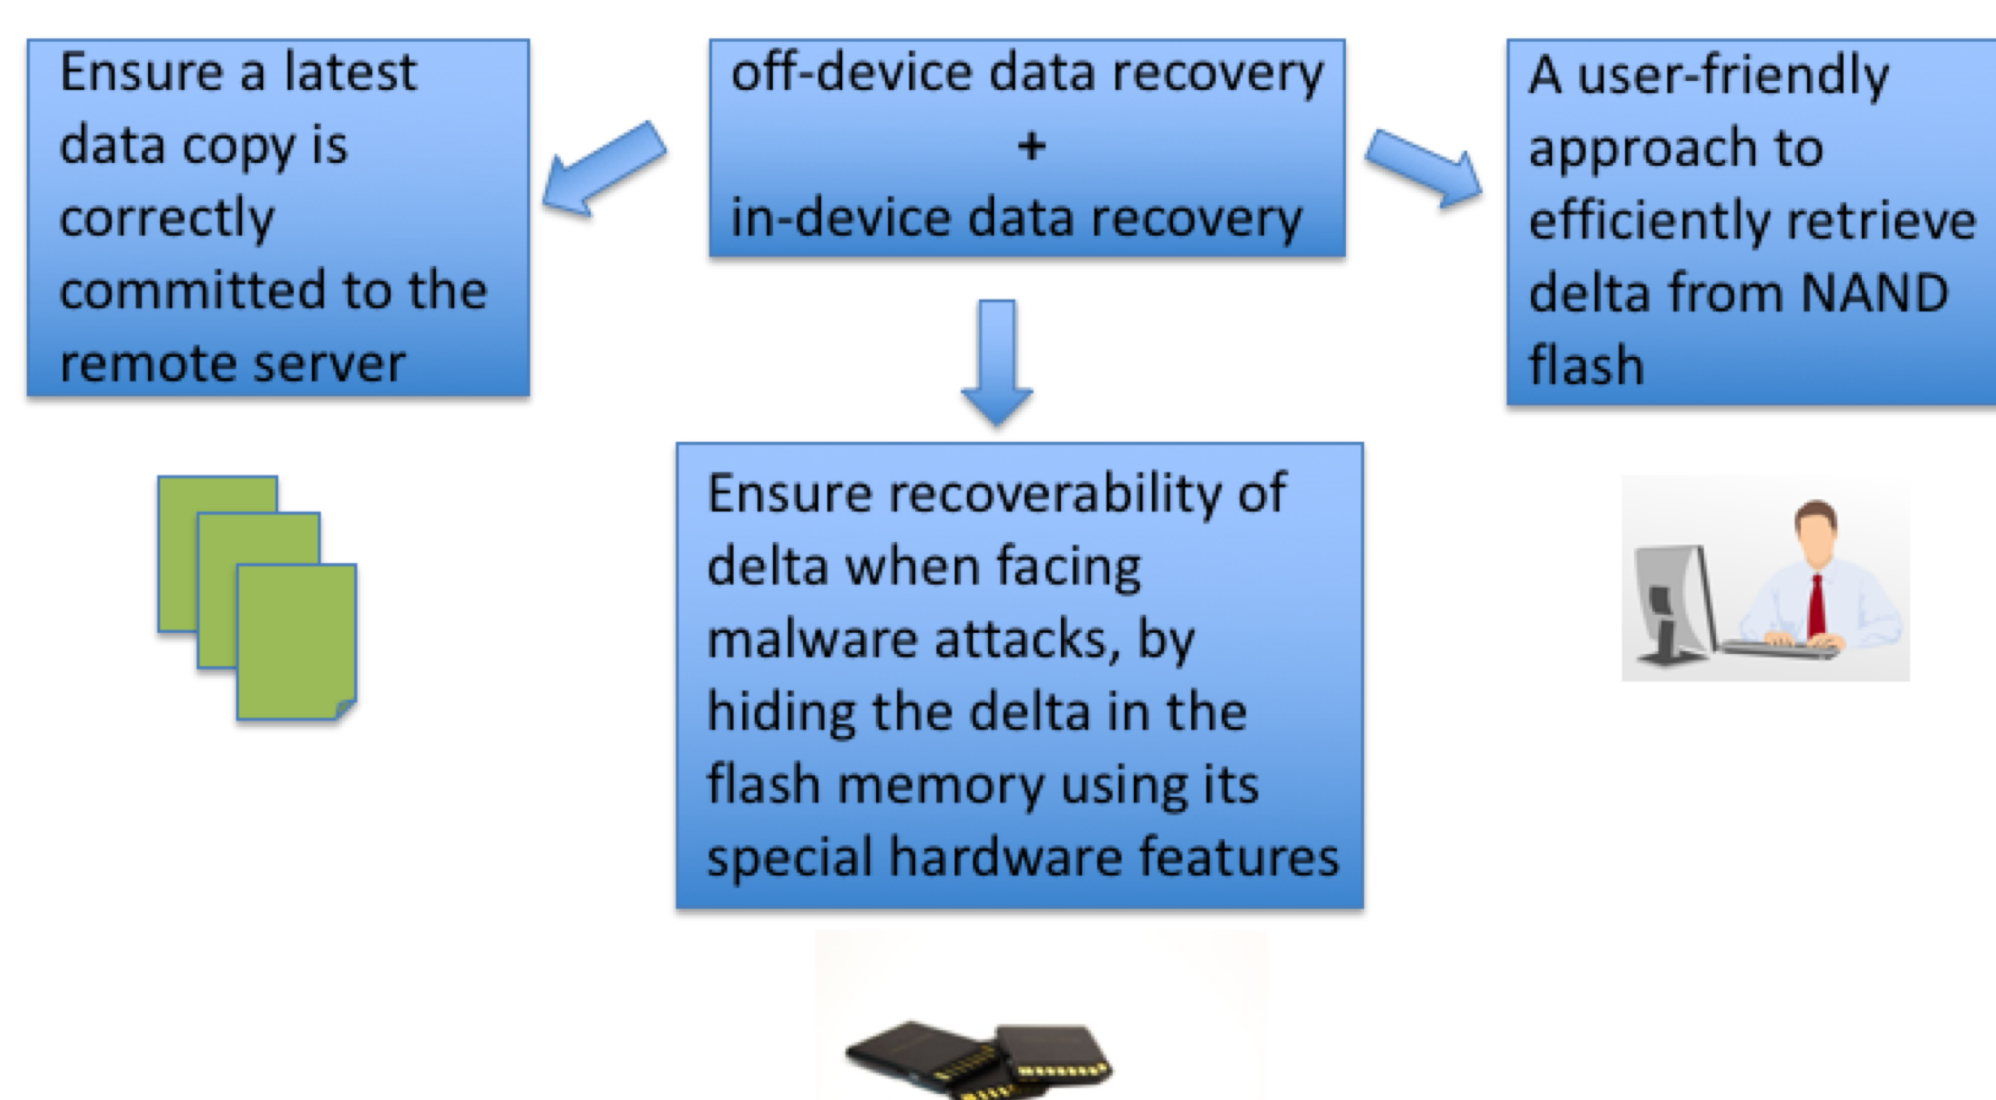 Ensure a latest
data copy is
correctly
committed to the
remote server
off-device data recovery
+
in-device data recovery
A user-friendly
approach to
efficiently retrieve
delta from NAND
flash
Ensure recoverability of
delta when facing
malware attacks, by
hiding the delta in the
flash memory using its
special hardware features